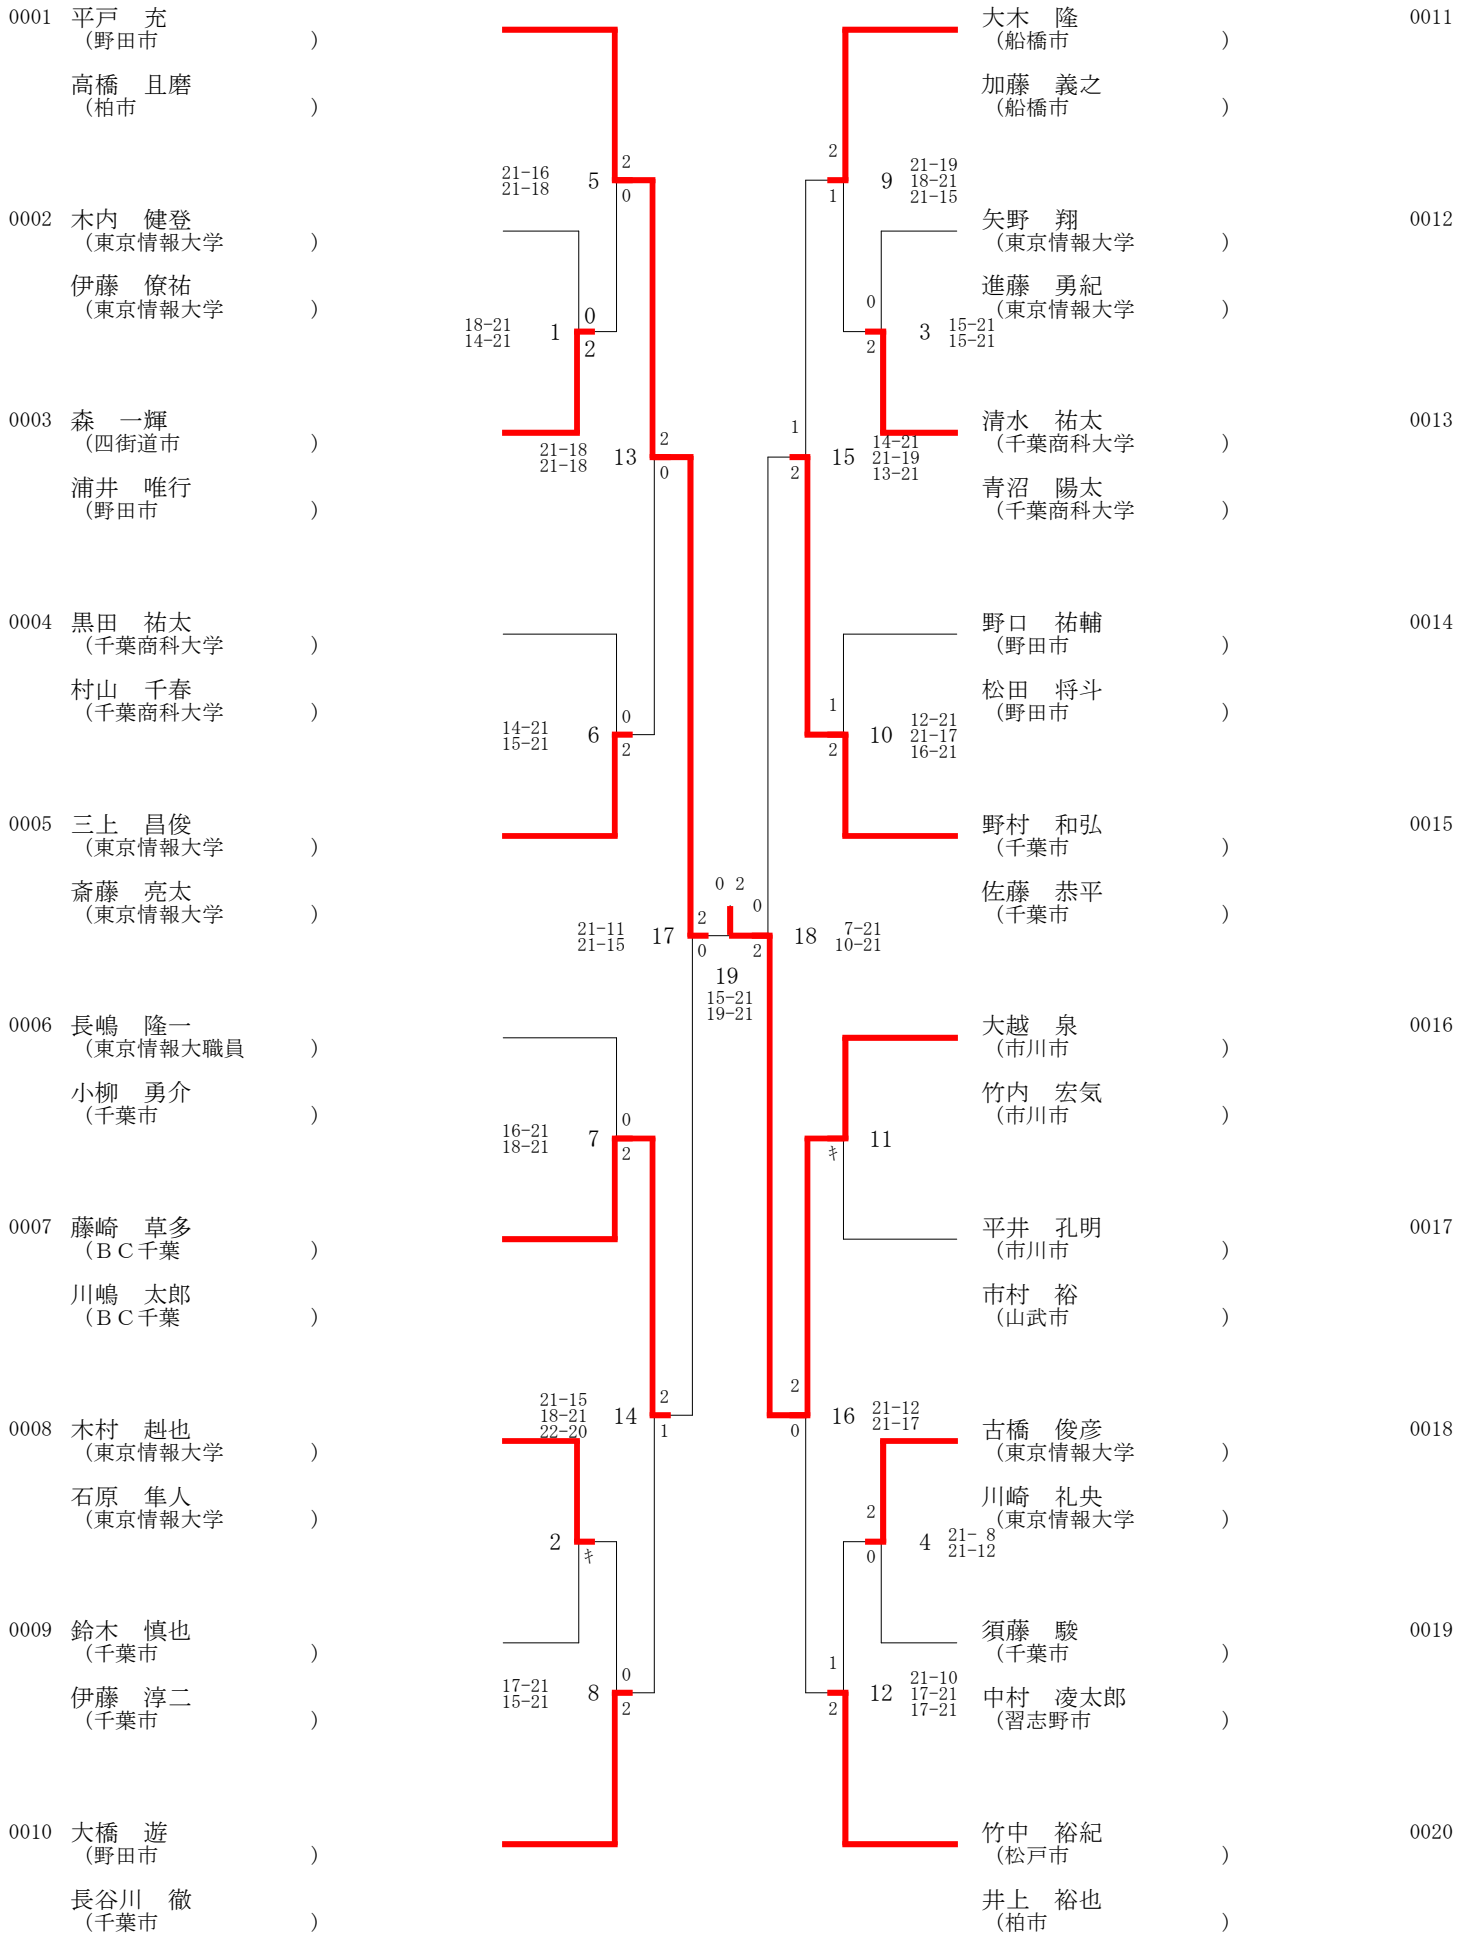 0001 平戸　充
（野田市　　　　　）
高橋　且磨
（柏市　　　　　）
21-16
21-18
5
2
0
0002 木内　健登
（東京情報大学　　　　　）
伊藤　僚祐
（東京情報大学　　　　　）
18-21
14-21
1
0
2
0003 森　一輝
（四街道市　　　　　）
21-18
21-18
13
2
0
浦井　唯行
（野田市　　　　　）
0004 黒田　祐太
（千葉商科大学　　　　　）
村山　千春
（千葉商科大学　　　　　）
14-21
15-21
6
0
2
0005 三上　昌俊
（東京情報大学　　　　　）
斎藤　亮太
（東京情報大学　　　　　）
21-11
21-15
17
2
0
0006 長嶋　隆一
（東京情報大職員　　　　　）
小柳　勇介
（千葉市　　　　　）
16-21
18-21
7
0
2
0007 藤崎　草多
（ＢＣ千葉　　　　　）
川嶋　太郎
（ＢＣ千葉　　　　　）
21-15
18-21
22-20
14
2
1
0008 木村　赳也
（東京情報大学　　　　　）
石原　隼人
（東京情報大学　　　　　）
2
キ
0009 鈴木　慎也
（千葉市　　　　　）
伊藤　淳二
（千葉市　　　　　）
17-21
15-21
8
0
2
0010 大橋　遊
（野田市　　　　　）
長谷川　徹
（千葉市　　　　　）
0 2
19
15-21
19-21
大木　隆 0011
（船橋市　　　　　）
加藤　義之
（船橋市　　　　　）
2
1
9
21-19
18-21
21-15
矢野　翔 0012
（東京情報大学　　　　　）
進藤　勇紀
（東京情報大学　　　　　）
0
2
3
15-21
15-21
清水　祐太 0013
（千葉商科大学　　　　　）
1
2
15
14-21
21-19
13-21
青沼　陽太
（千葉商科大学　　　　　）
野口　祐輔 0014
（野田市　　　　　）
松田　将斗
（野田市　　　　　）
1
2
10
12-21
21-17
16-21
野村　和弘 0015
（千葉市　　　　　）
佐藤　恭平
（千葉市　　　　　）
0
2
18
7-21
10-21
大越　泉 0016
（市川市　　　　　）
竹内　宏気
（市川市　　　　　）
11
キ
平井　孔明 0017
（市川市　　　　　）
市村　裕
（山武市　　　　　）
2
0
16
21-12
21-17
古橋　俊彦 0018
（東京情報大学　　　　　）
川崎　礼央
（東京情報大学　　　　　）
2
0
4
21- 8
21-12
須藤　駿 0019
（千葉市　　　　　）
中村　凌太郎
（習志野市　　　　　）
1
2
12
21-10
17-21
17-21
竹中　裕紀 0020
（松戸市　　　　　）
井上　裕也
（柏市　　　　　）